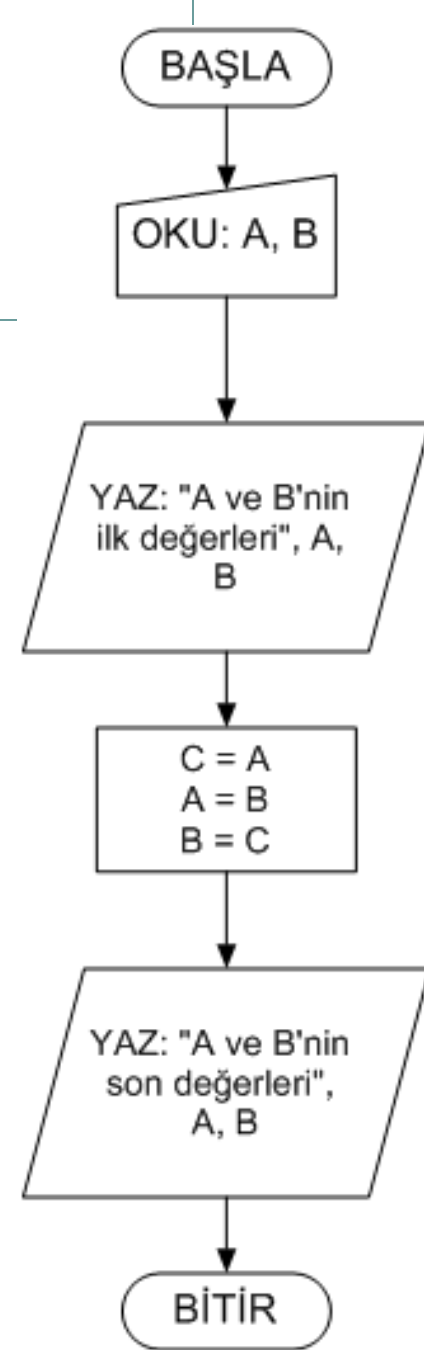 BAŞLA
OKU: A, B
YAZ: "A ve B'nin
ilk değerleri", A,
B
C = A
A = B
B = C
YAZ: "A ve B'nin
son değerleri",
A, B
BİTİR